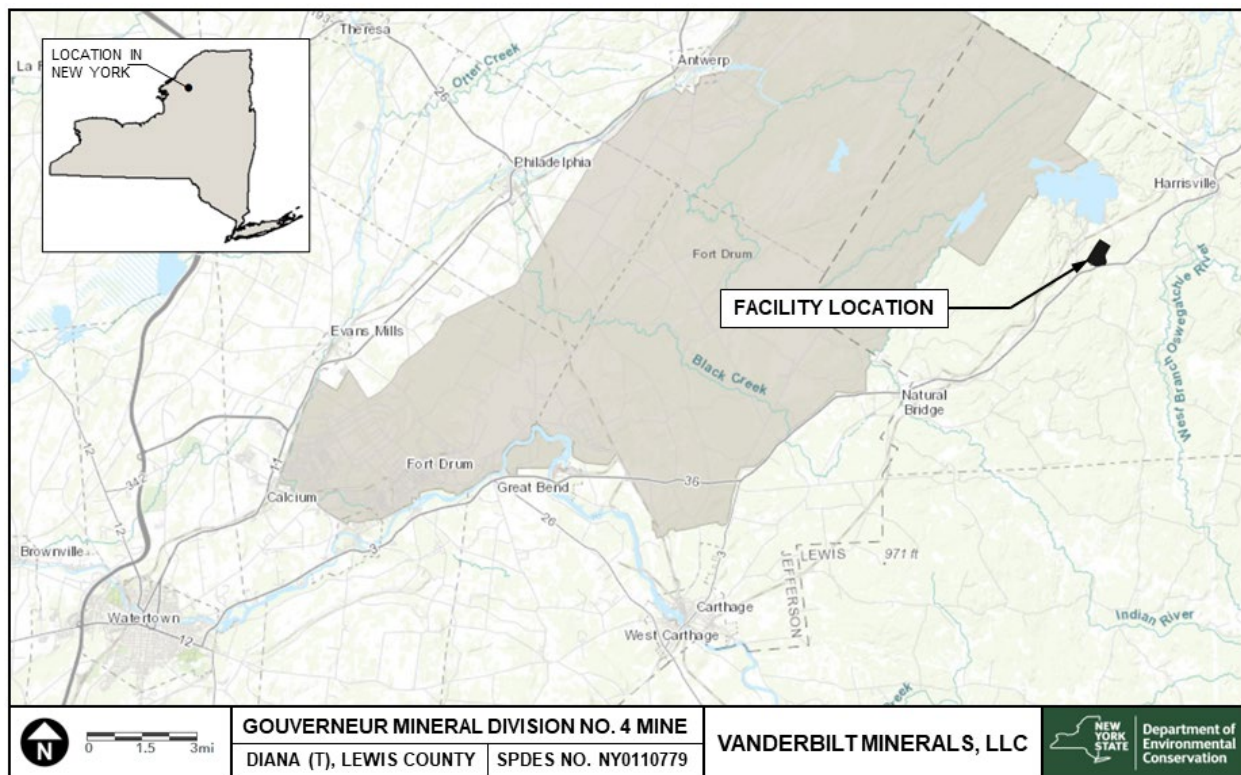 LOCATION IN
NEW YORK
Theresa
26
Otter Creek
Antwerp
Philadelphia
Harrisville
Fort Drum
FACILITY LOCATION
West Branch Oswegatchie River
Evans Mills
Black Creek
Natural
Bridge
342
11
Fort Drum
Great Bend
36
Calcium
12
26
3
3
Brownville
12
LEWIS
971 ft
JEFFERSON
Carthage
Watertown
12
West Carthage
Indian River
Creek
N
0 1.5 3mi
GOUVERNEUR MINERAL DIVISION NO. 4 MINE
DIANA (T), LEWIS COUNTY
SPDES NO. NY0110779
VANDERBILT MINERALS, LLC
NEW
YORK
STATE
Department of
Environmental
Conservation